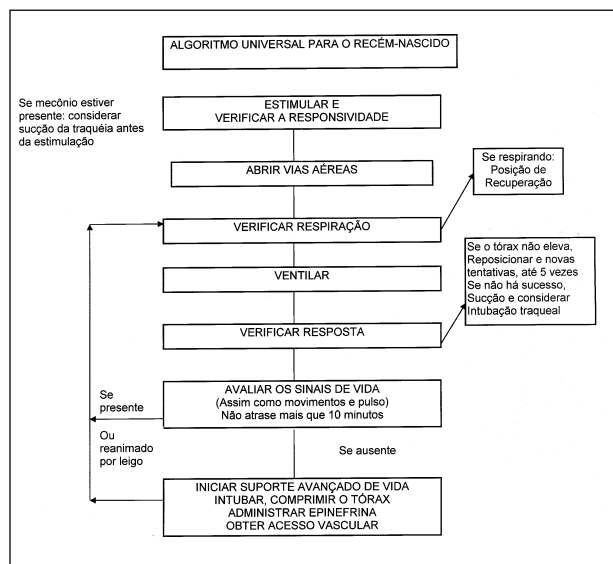 ALGORITMO UNIVERSAL PARA O RECÉM-NASCIDO
Se mecônio estiver
presente: considerar
sucção da traquéia antes
da estimulação
ESTIMULAR E
VERIFICAR A RESPONSIVIDADE
ABRIR VIAS AÉREAS
Se respirando:
Posição de
Recuperação
VERIFICAR RESPIRAÇÃO
VENTILAR
Se o tórax não eleva,
Reposicionar e novas
tentativas, até 5 vezes
Se não há sucesso,
Sucção e considerar
Intubação traqueal
VERIFICAR RESPOSTA
AVALIAR OS SINAIS DE VIDA
(Assim como movimentos e pulso)
Não atrase mais que 10 minutos
Se
presente
Ou
reanimado
por leigo
Se ausente
INICIAR SUPORTE AVANÇADO DE VIDA
INTUBAR, COMPRIMIR O TÓRAX
ADMINISTRAR EPINEFRINA
OBTER ACESSO VASCULAR